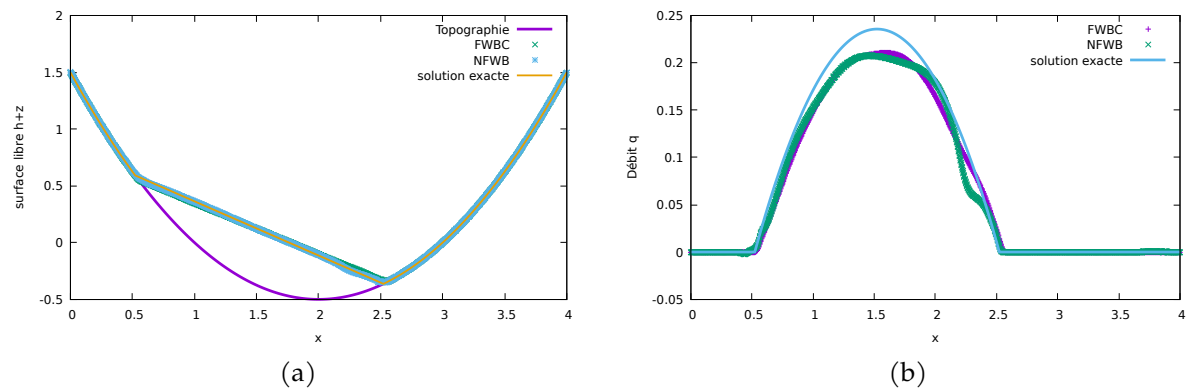 2
1.5
1
0.5
0
-0.5
surface libre h+z
Topographie
FWBC
NFWB
solution exacte
0
0.5
1
1.5
2
2.5
3
3.5
4
x
(a)
0.25
0.2
0.15
0.1
0.05
0
-0.05
Débit q
FWBC
NFWB
solution exacte
0
0.5
1
1.5
2
2.5
3
3.5
4
x
(b)